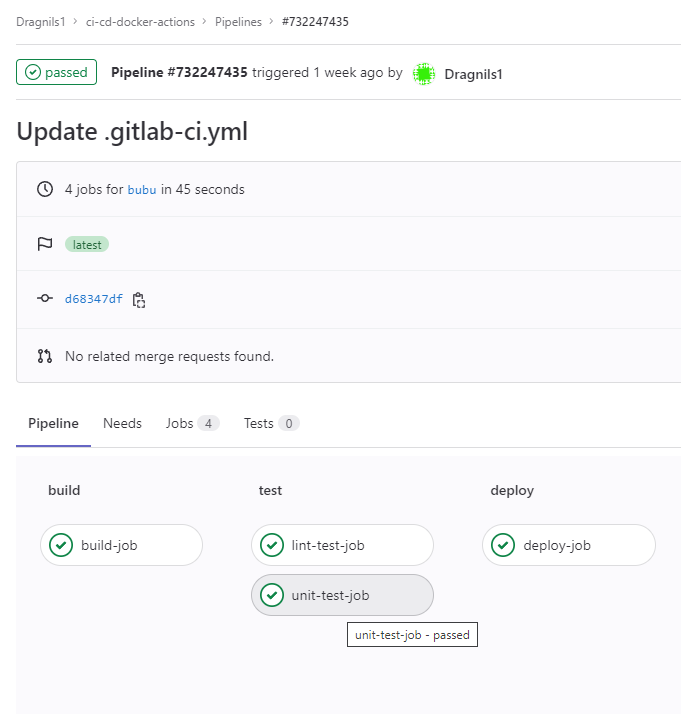 Dragnils1 > ci-cd-docker-actions > Pipelines > #732247435
passed Pipeline #732247435 triggered 1 week ago by Dragnils1
Update .gitlab-ci.yml
4 jobs for bubu in 45 seconds
latest
d68347df
No related merge requests found.
Pipeline Needs Jobs 4 Tests 0
build test deploy
build-job lint-test-job deploy-job
unit-test-job
unit-test-job - passed